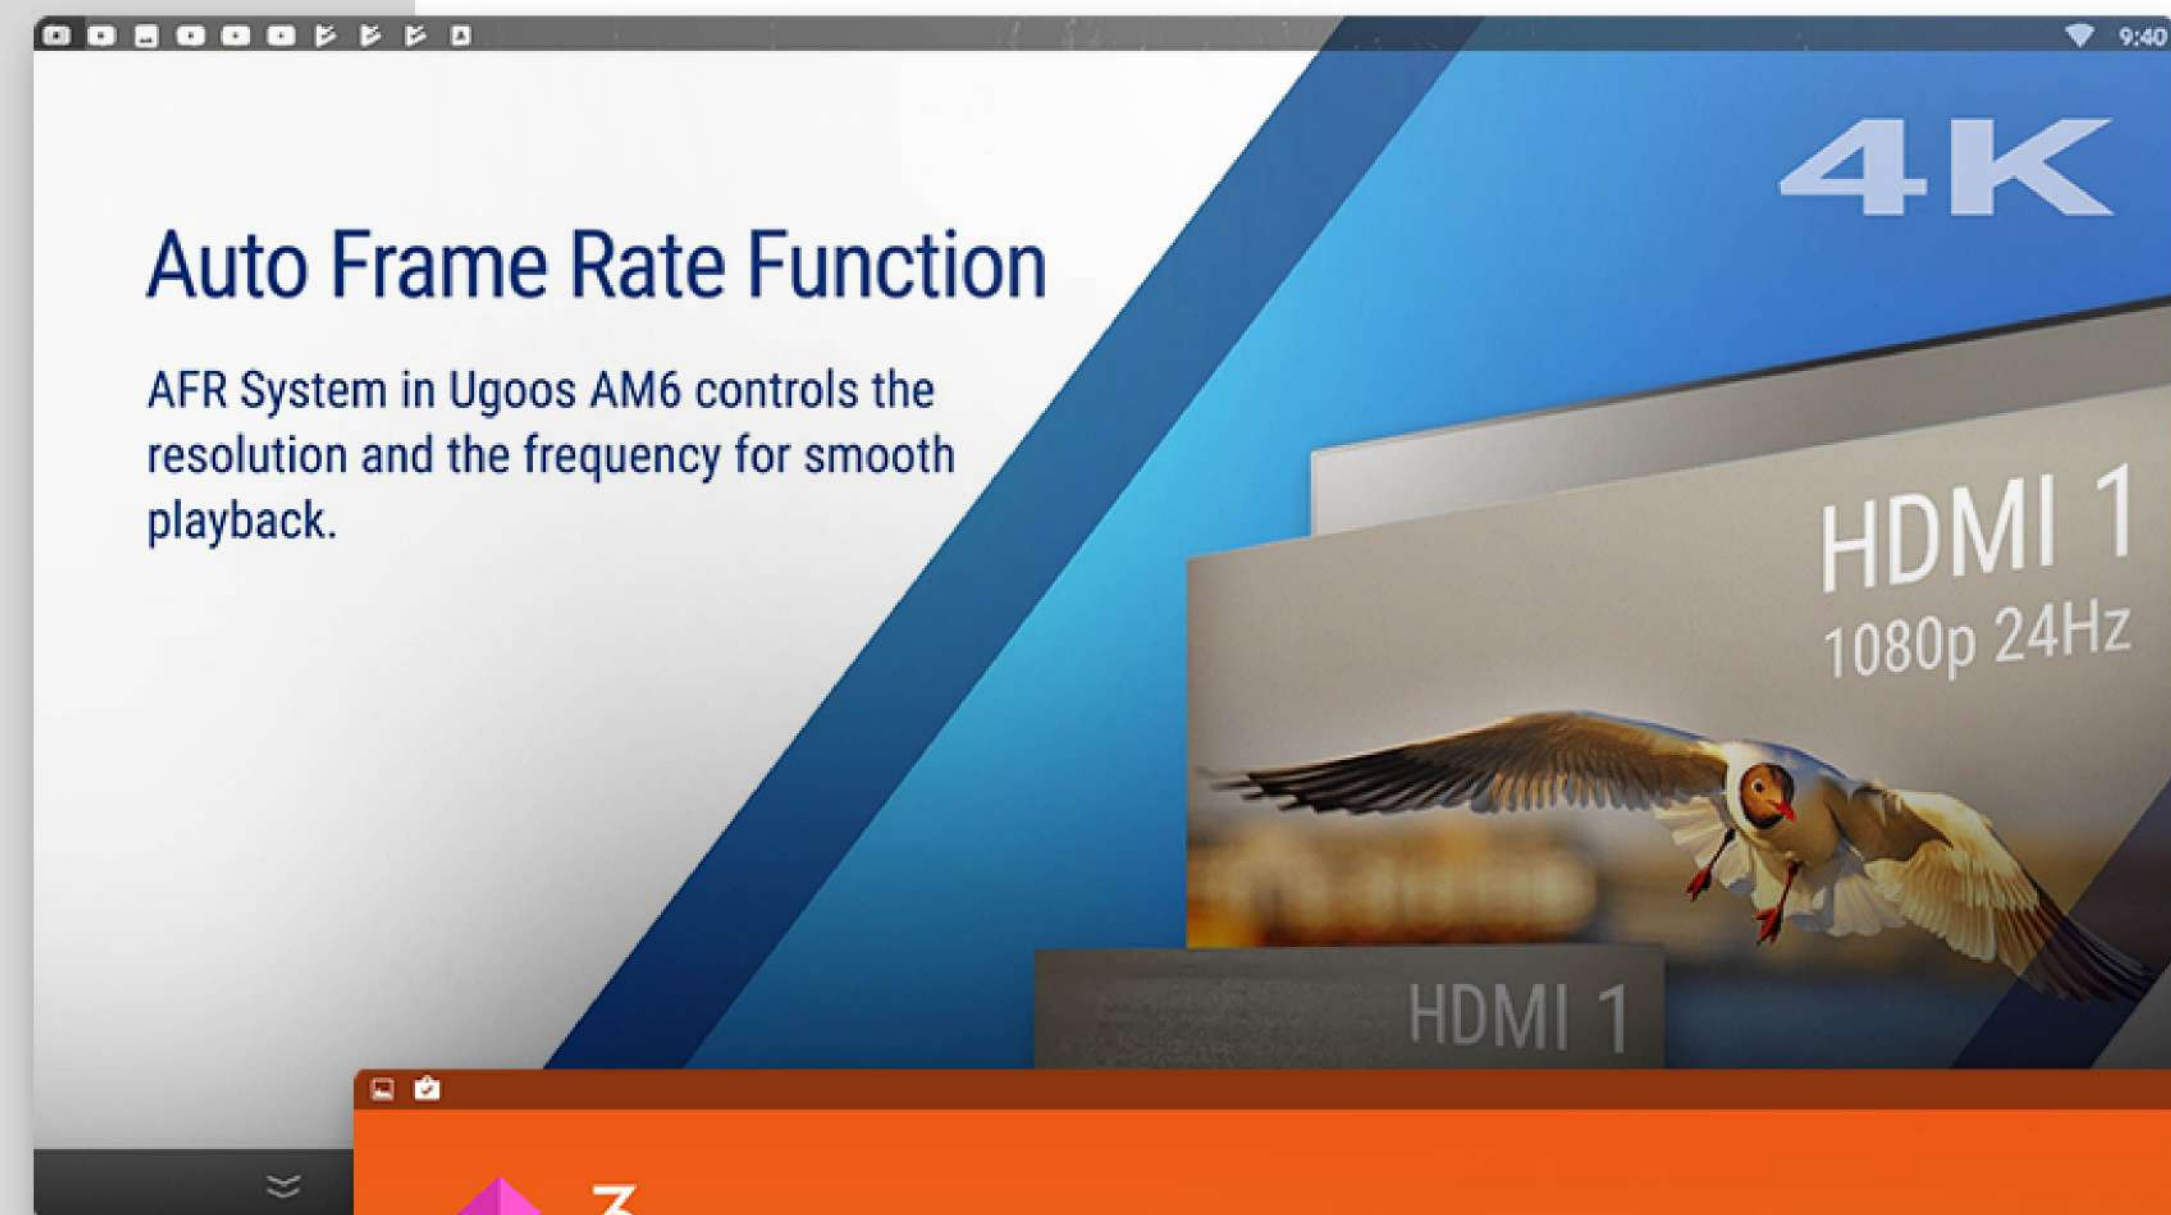 9:40
4K
Auto Frame Rate Function
AFR System in Ugoos AM6 controls the
resolution and the frequency for smooth
playback.
HDMI 1
1080p 24Hz
HDMI 1
3